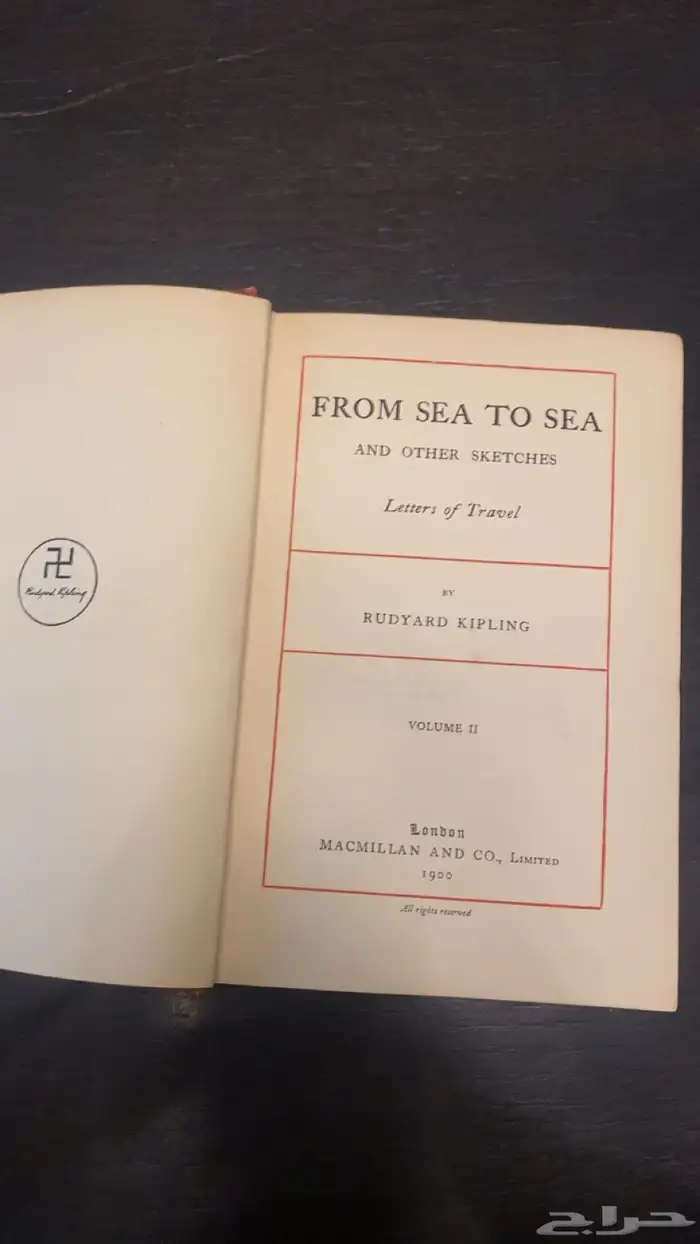 卍
Rudyard Kipling
FROM SEA TO SEA
AND OTHER SKETCHES
Letters of Travel
BY
RUDYARD KIPLING
VOLUME II
London
MACMILLAN AND CO., LIMITED
1900
All rights reserved
حراج